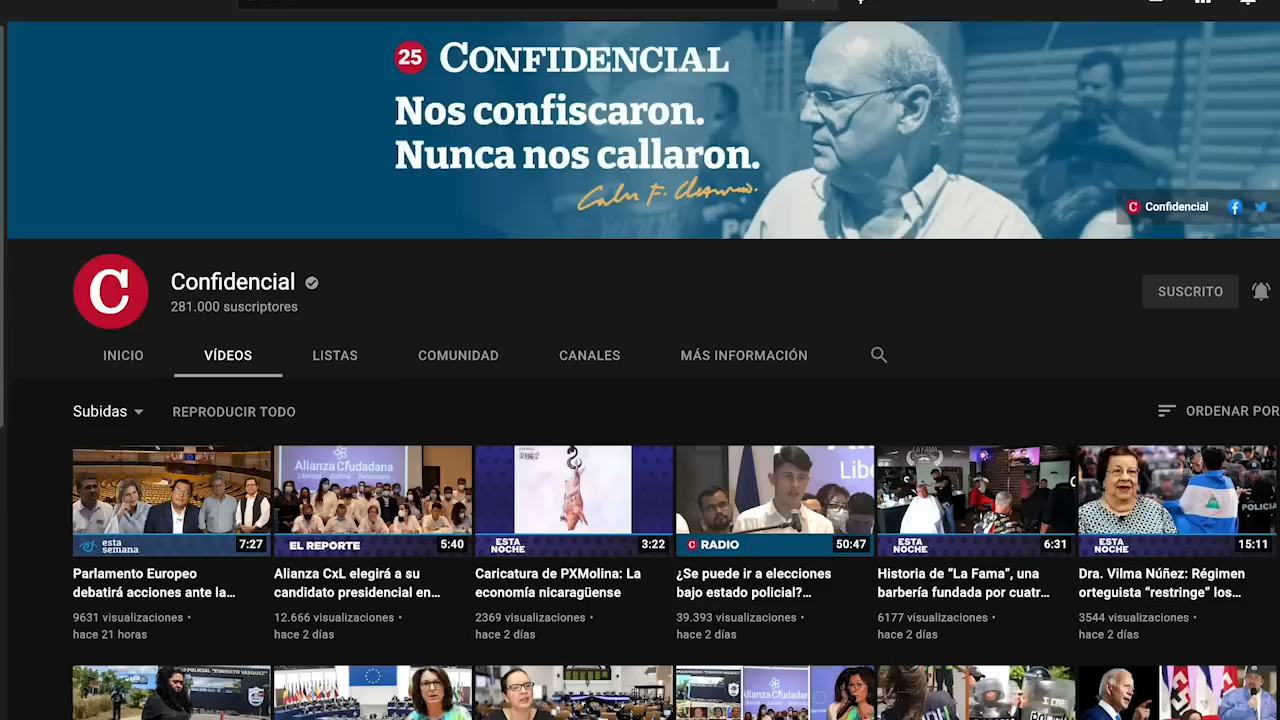 25 CONFIDENCIAL
Nos confiscaron.
Nunca nos callaron.
C Confidencial
C
Confidencial
281.000 suscriptores
SUSCRITO
INICIO
VÍDEOS
LISTAS
COMUNIDAD
CANALES
MÁS INFORMACIÓN
Subidas
REPRODUCIR TODO
ORDENAR POR
esta
semana
7:27
Parlamento Europeo
debatirá acciones ante la...
9631 visualizaciones •
hace 21 horas
Alianza Ciudadana
EL REPORTE
5:40
Alianza CxL elegirá a su
candidato presidencial en...
12.666 visualizaciones •
hace 2 días
ESTA
NOCHE
3:22
Caricatura de PXMolina: La
economía nicaragüense
2369 visualizaciones •
hace 2 días
C RADIO
50:47
¿Se puede ir a elecciones
bajo estado policial?...
39.393 visualizaciones •
hace 2 días
LA FAMA
ESTA
NOCHE
6:31
Historia de “La Fama”, una
barbería fundada por cuatr...
6177 visualizaciones •
hace 2 días
POLICIA
ESTA
NOCHE
15:11
Dra. Vilma Núñez: Régimen
orteguista “restringe” los...
3544 visualizaciones •
hace 2 días